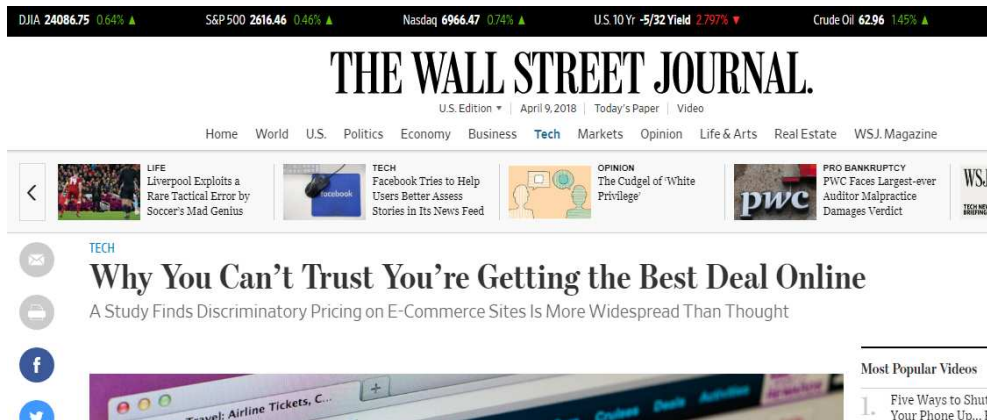 DJIA 24086.75 0.64% ▲ S&P 500 2616.46 0.46% ▲ Nasdaq 6966.47 0.74% ▲ U.S. 10 Yr -5/32 Yield 2.797% ▼ Crude Oil 62.96 1.45% ▲
THE WALL STREET JOURNAL.
U.S. Edition ▾ | April 9, 2018 | Today's Paper | Video
Home World U.S. Politics Economy Business Tech Markets Opinion Life & Arts Real Estate WSJ. Magazine
LIFE
Liverpool Exploits a
Rare Tactical Error by
Soccer's Mad Genius
facebook
TECH
Facebook Tries to Help
Users Better Assess
Stories in Its News Feed
OPINION
The Cudgel of 'White
Privilege'
pwc
PRO BANKRUPTCY
PWC Faces Largest-ever
Auditor Malpractice
Damages Verdict
WSJ
TECH
Why You Can't Trust You're Getting the Best Deal Online
A Study Finds Discriminatory Pricing on E-Commerce Sites Is More Widespread Than Thought
f
Most Popular Videos
1. Five Ways to Shut
Your Phone Up...
Airline Tickets, C...
Cruises Deals Activities